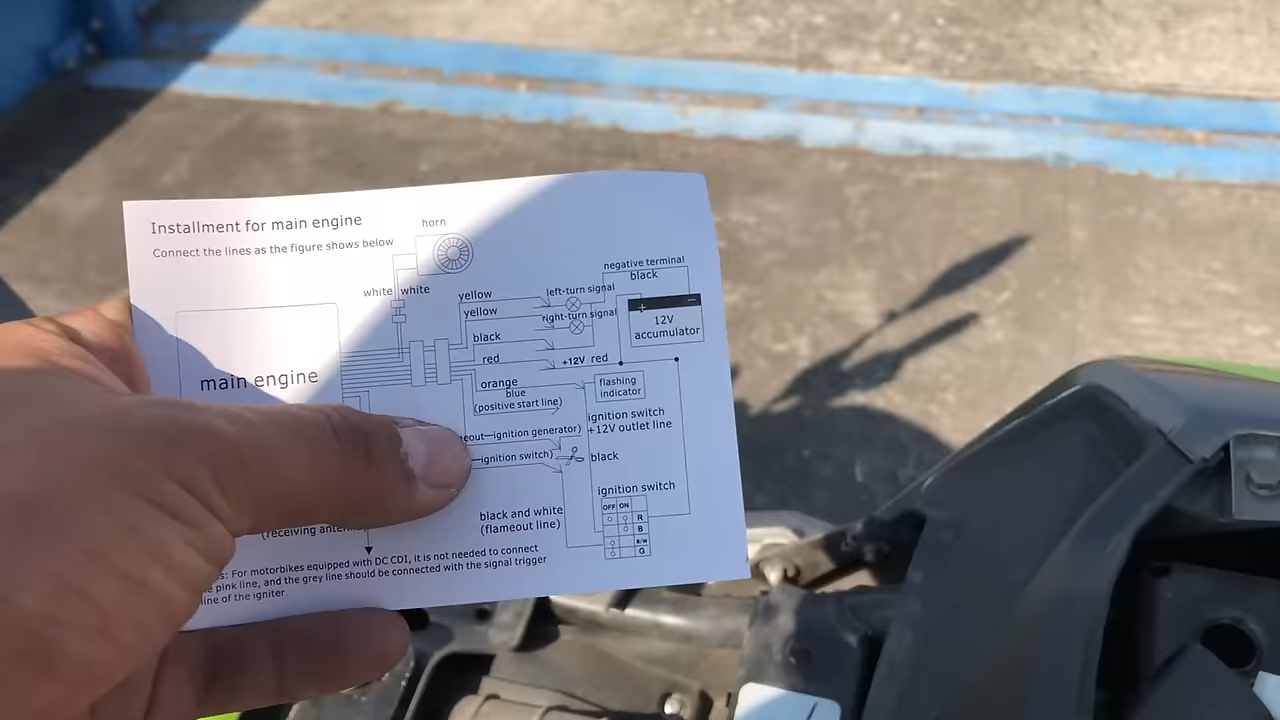 Installment for main engine
Connect the lines as the figure shows below
horn
white white
main engine
yellow
yellow
black
red
orange
blue
(positive start line)
left-turn signal
right-turn signal
negative terminal
black
+ −
12V
accumulator
+12V red
flashing
indicator
ignition switch
+12V outlet line
eout—ignition generator)
—ignition switch)
black
ignition switch
OFF ON
R
B
B/W
G
black and white
(flameout line)
(receiving antenna
s: For motorbikes equipped with DC CDI, it is not needed to connect
e pink line, and the grey line should be connected with the signal trigger
line of the igniter.